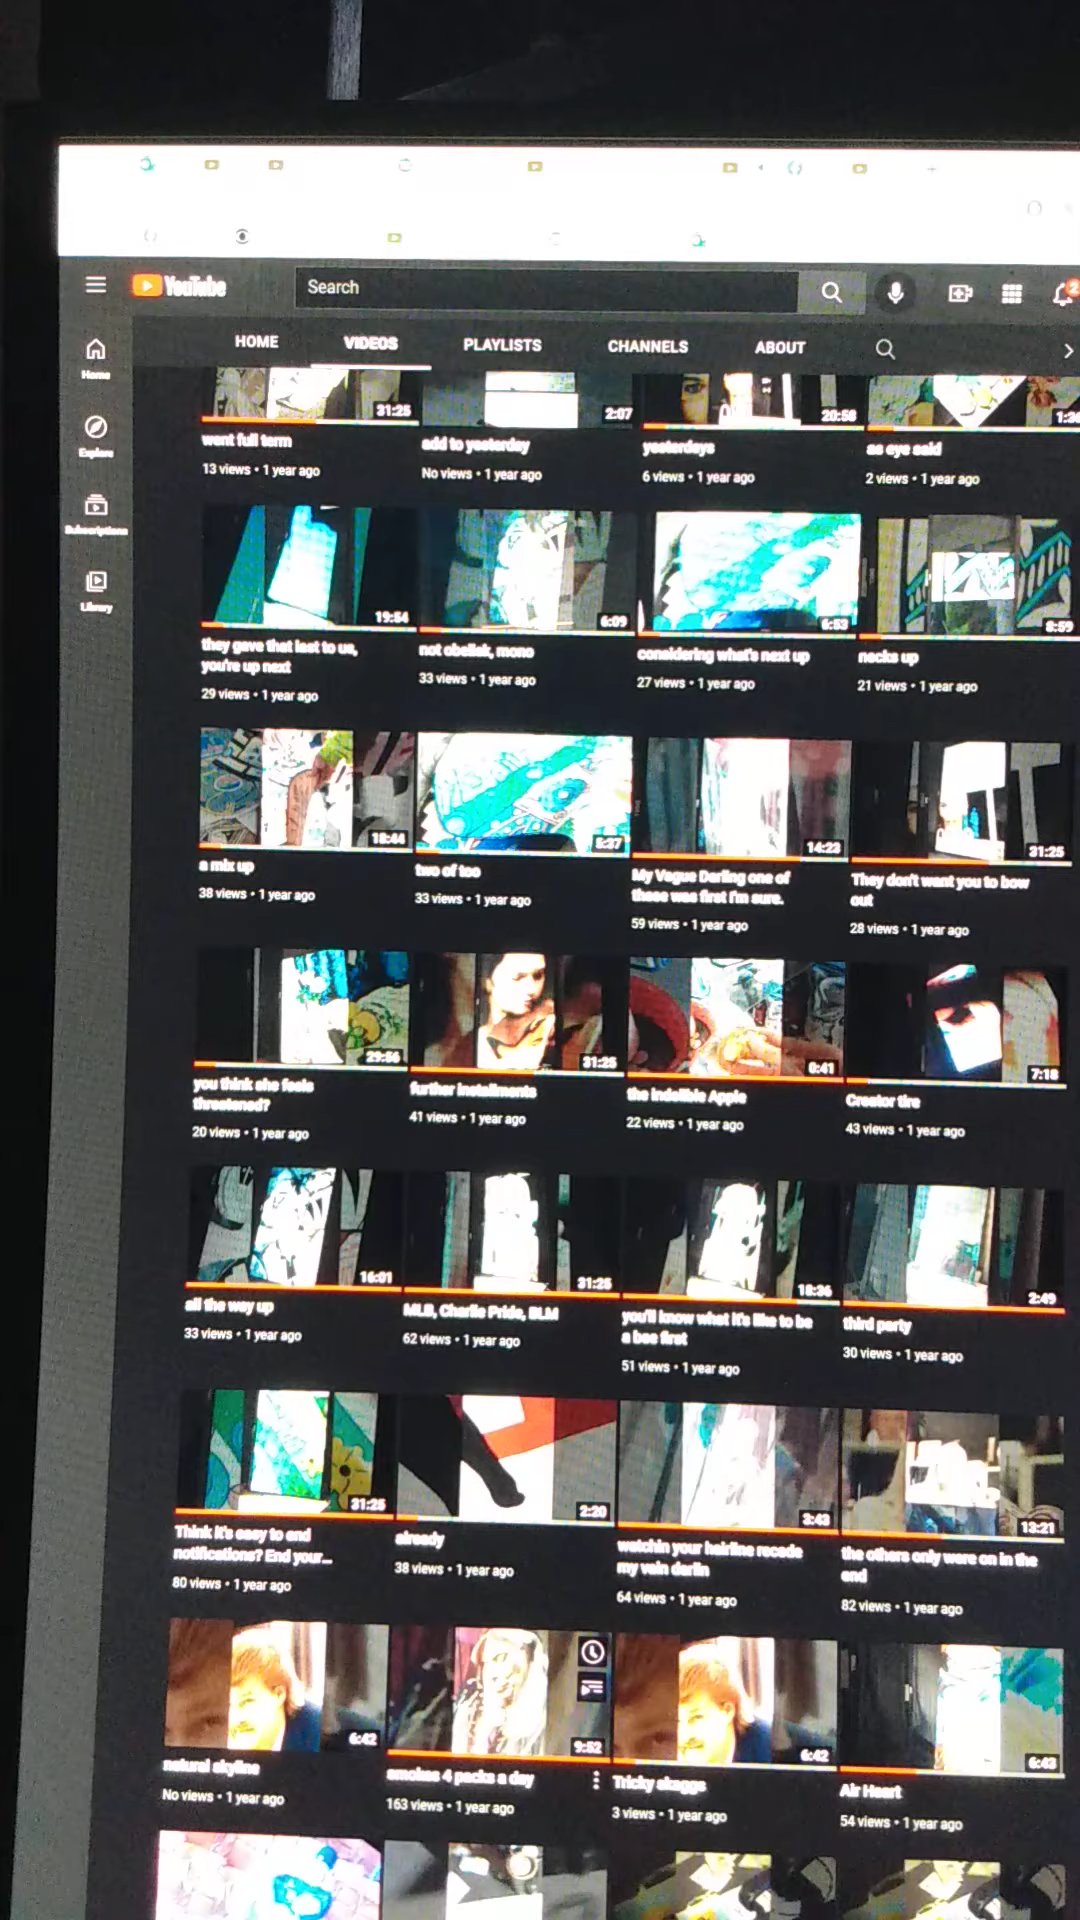 YouTube
Search
2
HOME VIDEOS PLAYLISTS CHANNELS ABOUT
Home
Explore
Subscriptions
Library
31:25 2:07 20:58
went full term add to yesterday yesterdays as eye said
13 views • 1 year ago No views • 1 year ago 6 views • 1 year ago 2 views • 1 year ago
19:54 6:09 6:53 8:59
they gave that last to us,
you're up next
29 views • 1 year ago
not obelisk, mono
33 views • 1 year ago
considering what's next up
27 views • 1 year ago
necks up
21 views • 1 year ago
18:44 5:37 14:23 31:25
a mix up
38 views • 1 year ago
two of too
33 views • 1 year ago
My Vague Darling one of
these was first I'm sure.
59 views • 1 year ago
They don't want you to bow
out
28 views • 1 year ago
29:56 31:25 0:41 7:18
you think she feels
threatened?
20 views • 1 year ago
further installments
41 views • 1 year ago
the Indelible Apple
22 views • 1 year ago
Creator tire
43 views • 1 year ago
16:01 31:25 18:36 2:49
all the way up
33 views • 1 year ago
MLB, Charlie Pride, BLM
62 views • 1 year ago
you'll know what it's like to be
a bee first
51 views • 1 year ago
third party
30 views • 1 year ago
31:25 2:20 3:43 13:21
Think it's easy to end
notifications? End your...
80 views • 1 year ago
already
38 views • 1 year ago
watchin your hairline recede
my vain darlin
64 views • 1 year ago
the others only were on in the
end
82 views • 1 year ago
6:42 9:52 6:42 6:43
natural skyline
No views • 1 year ago
smokes 4 packs a day
163 views • 1 year ago
Tricky skaggs
3 views • 1 year ago
Air Heart
54 views • 1 year ago